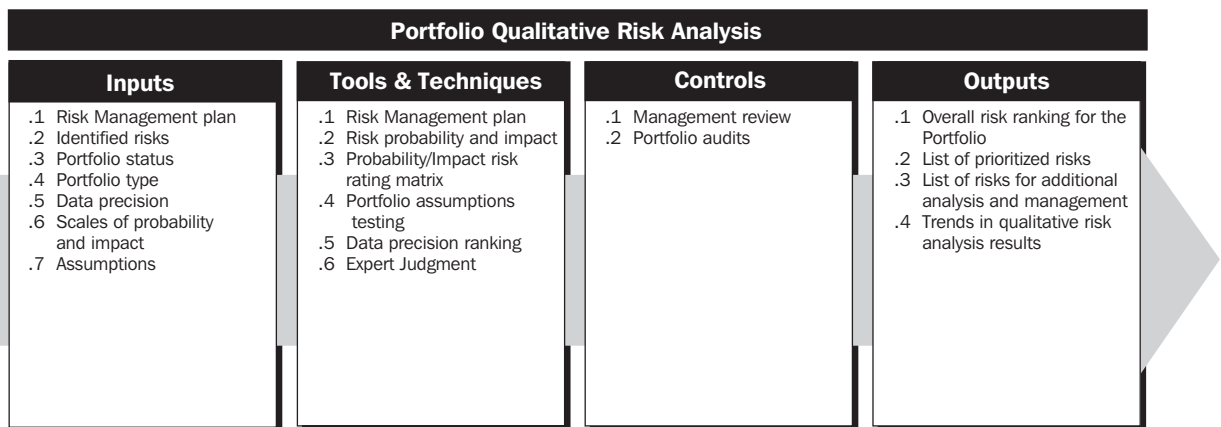 Portfolio Qualitative Risk Analysis
Inputs
.1 Risk Management plan
.2 Identified risks
.3 Portfolio status
.4 Portfolio type
.5 Data precision
.6 Scales of probability
and impact
.7 Assumptions
Tools & Techniques
.1 Risk Management plan
.2 Risk probability and impact
.3 Probability/Impact risk
rating matrix
.4 Portfolio assumptions
testing
.5 Data precision ranking
.6 Expert Judgment
Controls
.1 Management review
.2 Portfolio audits
Outputs
.1 Overall risk ranking for the
Portfolio
.2 List of prioritized risks
.3 List of risks for additional
analysis and management
.4 Trends in qualitative risk
analysis results